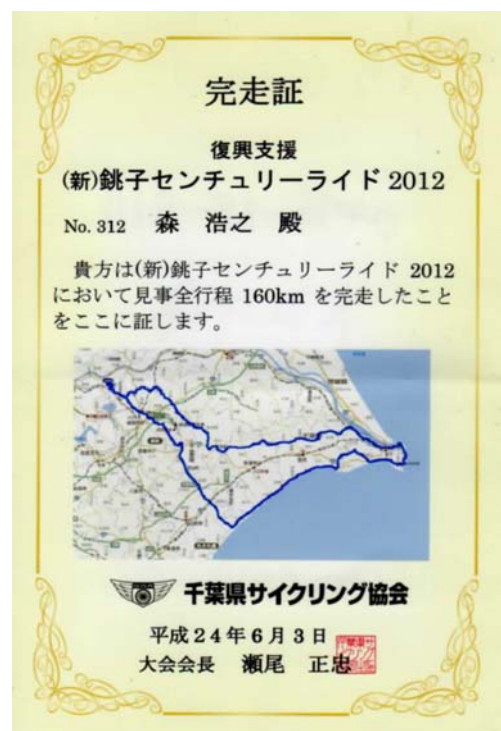 完走証
復興支援
(新)銚子センチュリーライド 2012
No. 312 森 浩之 殿
貴方は(新)銚子センチュリーライド 2012
において見事全行程 160km を完走したこと
をここに証します。
千葉県サイクリング協会
平成24年6月3日
大会会長 瀬尾 正忠